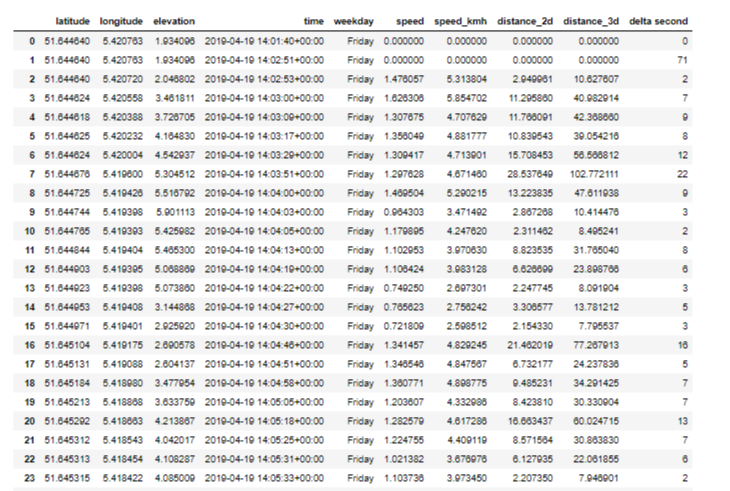 latitude longitude elevation time weekday speed speed_kmh distance_2d distance_3d delta second
0 51.644640 5.420763 1.934096 2019-04-19 14:01:40+00:00 Friday 0.000000 0.000000 0.000000 0.000000 0
1 51.644640 5.420763 1.934096 2019-04-19 14:02:51+00:00 Friday 0.000000 0.000000 0.000000 0.000000 71
2 51.644640 5.420720 2.046802 2019-04-19 14:02:53+00:00 Friday 1.476057 5.313804 2.949961 10.627607 2
3 51.644624 5.420558 3.461811 2019-04-19 14:03:00+00:00 Friday 1.626306 5.854702 11.295860 40.982914 7
4 51.644618 5.420388 3.726705 2019-04-19 14:03:09+00:00 Friday 1.307675 4.707629 11.766091 42.368660 9
5 51.644625 5.420232 4.164830 2019-04-19 14:03:17+00:00 Friday 1.356049 4.881777 10.839543 39.054216 8
6 51.644624 5.420004 4.542937 2019-04-19 14:03:29+00:00 Friday 1.309417 4.713901 15.708453 56.566812 12
7 51.644676 5.419600 5.304512 2019-04-19 14:03:51+00:00 Friday 1.297628 4.671460 28.537649 102.772111 22
8 51.644725 5.419426 5.516792 2019-04-19 14:04:00+00:00 Friday 1.469504 5.290215 13.223835 47.611938 9
9 51.644744 5.419398 5.901113 2019-04-19 14:04:03+00:00 Friday 0.964303 3.471492 2.867268 10.414476 3
10 51.644765 5.419393 5.425982 2019-04-19 14:04:05+00:00 Friday 1.179895 4.247620 2.311462 8.495241 2
11 51.644844 5.419404 5.465300 2019-04-19 14:04:13+00:00 Friday 1.102953 3.970630 8.823535 31.765040 8
12 51.644903 5.419395 5.068869 2019-04-19 14:04:19+00:00 Friday 1.106424 3.983128 6.626699 23.898766 6
13 51.644923 5.419398 5.073860 2019-04-19 14:04:22+00:00 Friday 0.749250 2.697301 2.247745 8.091904 3
14 51.644953 5.419408 3.144868 2019-04-19 14:04:27+00:00 Friday 0.765623 2.756242 3.306577 13.781212 5
15 51.644971 5.419401 2.925920 2019-04-19 14:04:30+00:00 Friday 0.721809 2.598512 2.154330 7.795537 3
16 51.645104 5.419175 2.690578 2019-04-19 14:04:46+00:00 Friday 1.341457 4.829245 21.462019 77.267913 16
17 51.645131 5.419088 2.604137 2019-04-19 14:04:51+00:00 Friday 1.346546 4.847567 6.732177 24.237836 5
18 51.645184 5.418980 3.477954 2019-04-19 14:04:58+00:00 Friday 1.360771 4.898775 9.485231 34.291425 7
19 51.645213 5.418868 3.633759 2019-04-19 14:05:05+00:00 Friday 1.203607 4.332986 8.423810 30.330904 7
20 51.645292 5.418663 4.213867 2019-04-19 14:05:18+00:00 Friday 1.282579 4.617286 16.663437 60.024715 13
21 51.645312 5.418543 4.042017 2019-04-19 14:05:25+00:00 Friday 1.224755 4.409119 8.571564 30.863830 7
22 51.645313 5.418454 4.108287 2019-04-19 14:05:31+00:00 Friday 1.021382 3.676976 6.127935 22.061855 6
23 51.645315 5.418422 4.085009 2019-04-19 14:05:33+00:00 Friday 1.103736 3.973450 2.207350 7.946901 2